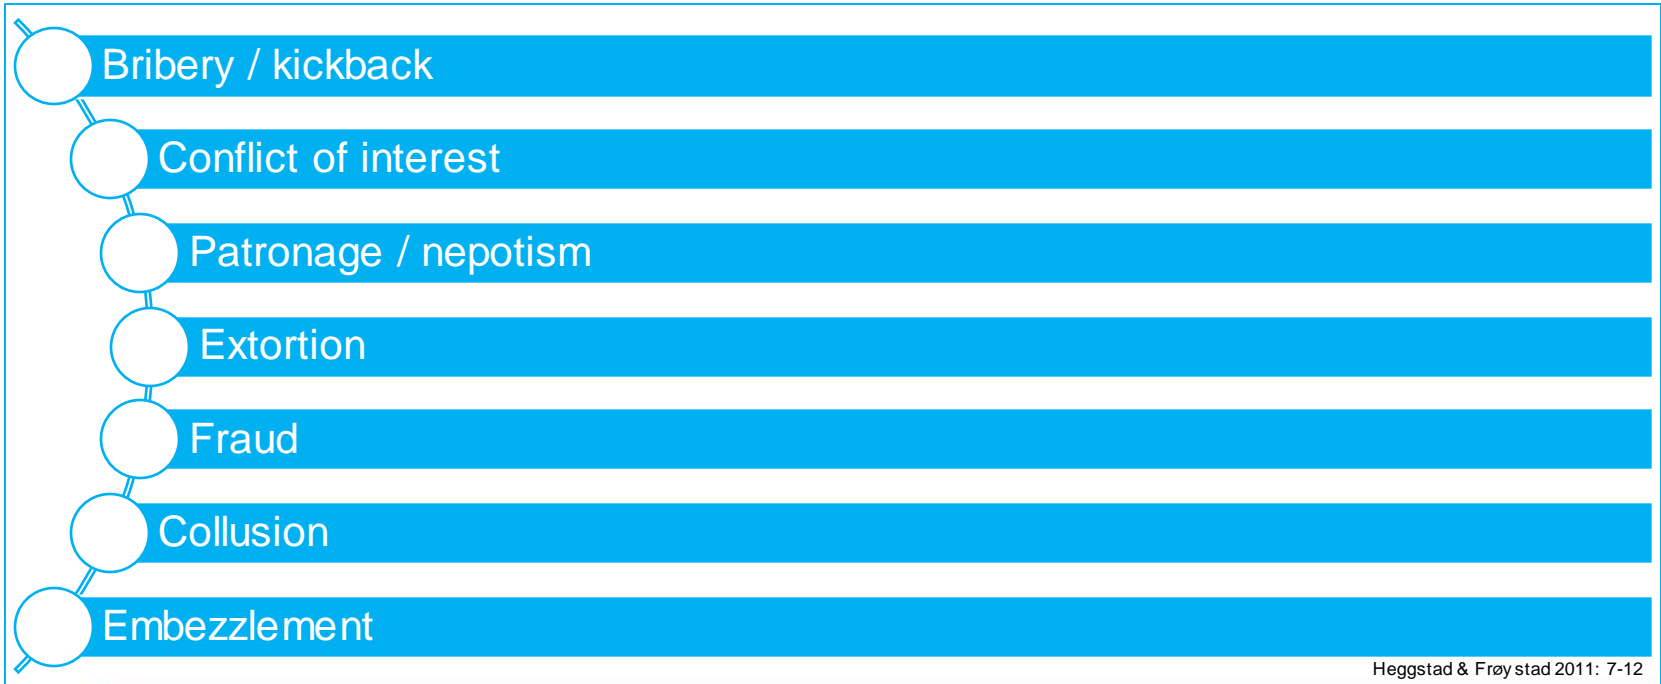 Bribery / kickback
Conflict of interest
Patronage / nepotism
Extortion
Fraud
Collusion
Embezzlement
Heggstad & Frøystad 2011: 7-12